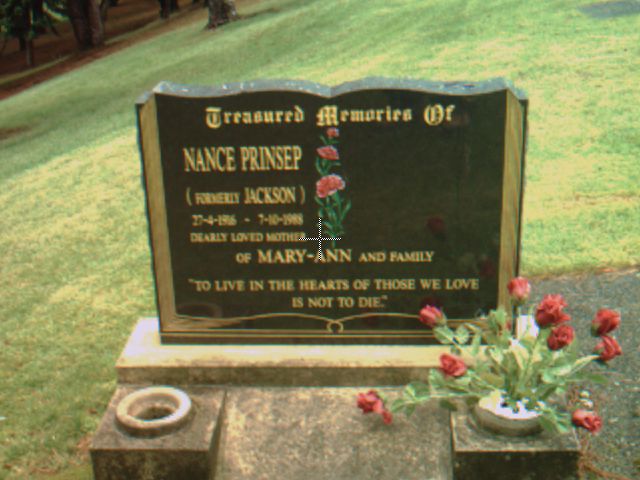 Treasured Memories Of
NANCE PRINSEP
( FORMERLY JACKSON )
27-4-1916 - 7-10-1988
DEARLY LOVED MOTHER
OF MARY-ANN AND FAMILY
"TO LIVE IN THE HEARTS OF THOSE WE LOVE
IS NOT TO DIE."